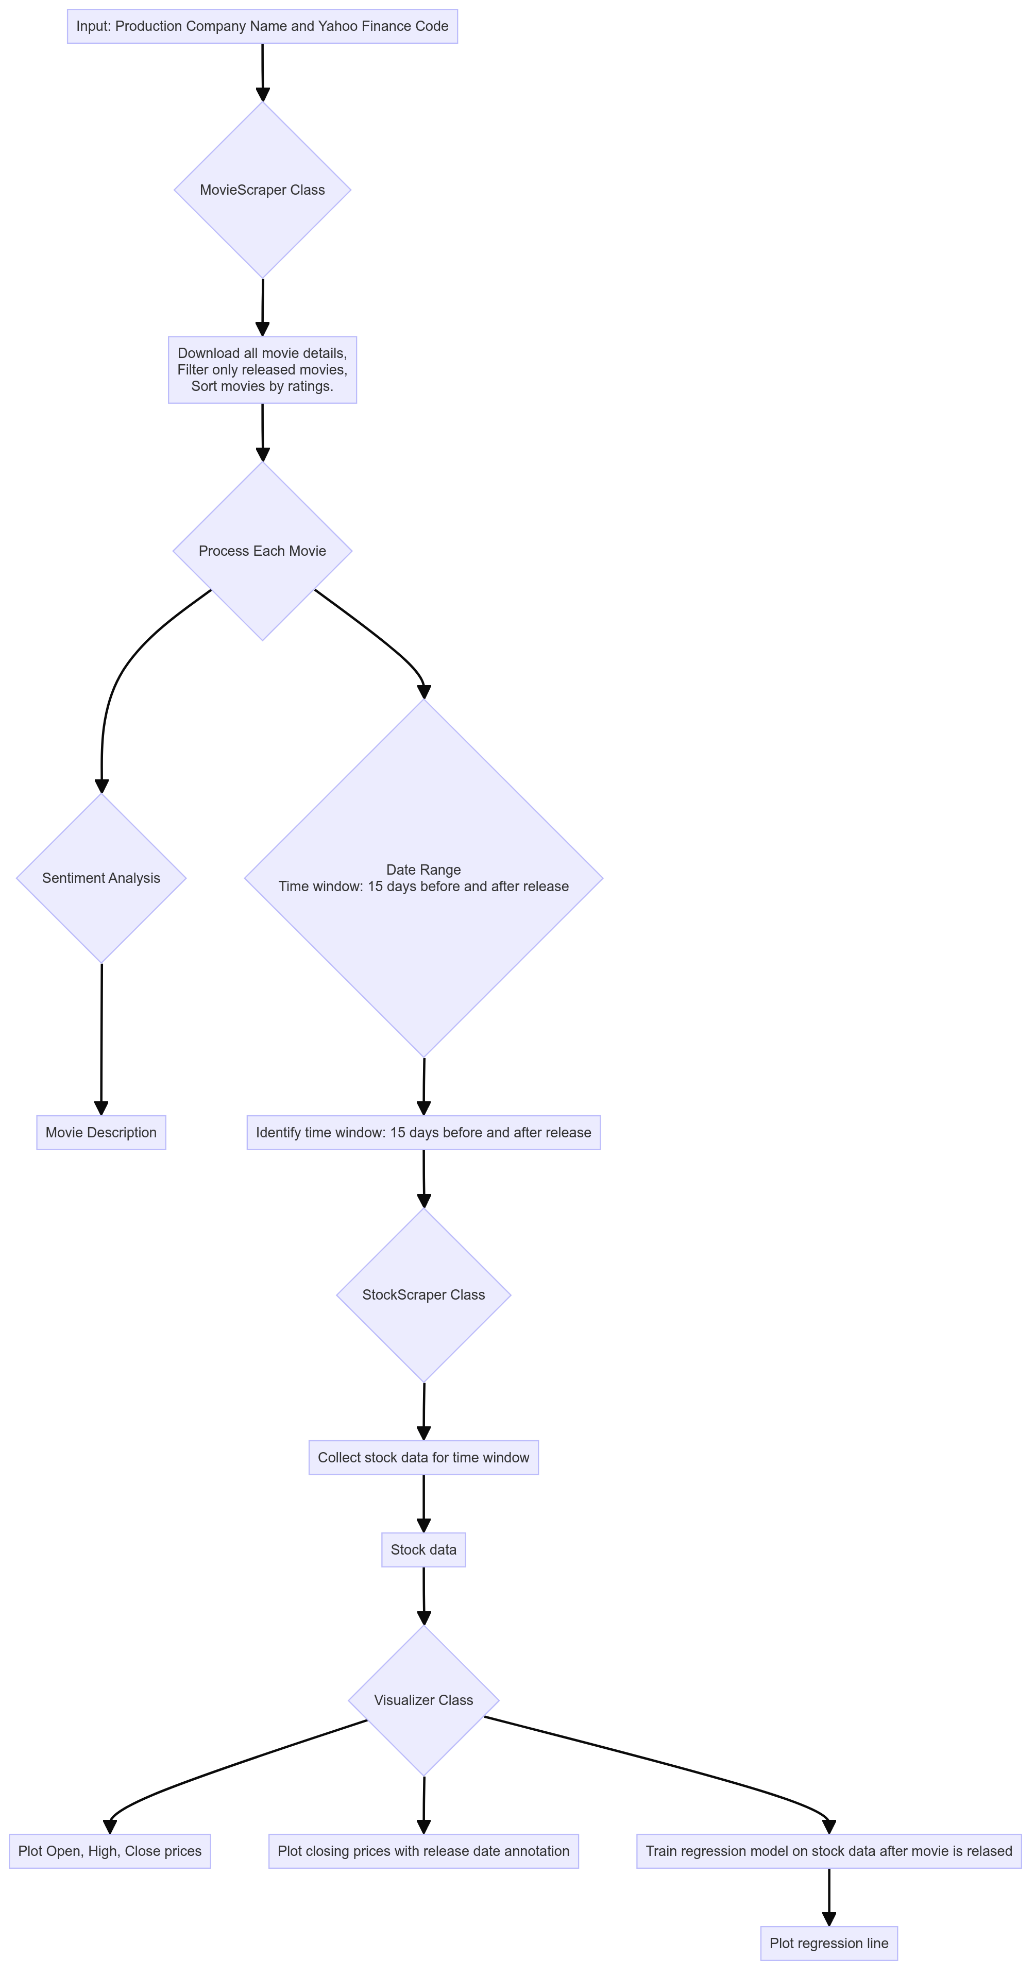 Input: Production Company Name and Yahoo Finance Code
MovieScraper Class
Download all movie details,
Filter only released movies,
Sort movies by ratings.
Process Each Movie
Sentiment Analysis
Date Range
Time window: 15 days before and after release
Movie Description
Identify time window: 15 days before and after release
StockScraper Class
Collect stock data for time window
Stock data
Visualizer Class
Plot Open, High, Close prices
Plot closing prices with release date annotation
Train regression model on stock data after movie is relased
Plot regression line